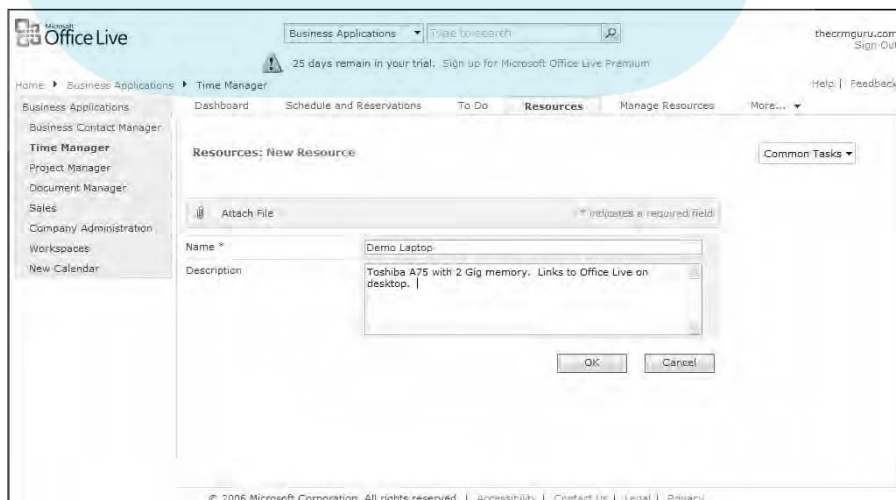 Microsoft
Office Live
Business Applications
Type to search
thecrmguru.com
Sign Out
25 days remain in your trial. Sign up for Microsoft Office Live Premium
Home Business Applications Time Manager
Help | Feedback
Business Applications
Business Contact Manager
Time Manager
Project Manager
Document Manager
Sales
Company Administration
Workspaces
New Calendar
Dashboard Schedule and Reservations To Do Resources Manage Resources More...
Resources: New Resource
Common Tasks
Attach File
* indicates a required field
Name *
Demo Laptop
Description
Toshiba A75 with 2 Gig memory. Links to Office Live on
desktop.
OK Cancel
© 2006 Microsoft Corporation. All rights reserved. | Accessibility | Contact Us | Legal | Privacy